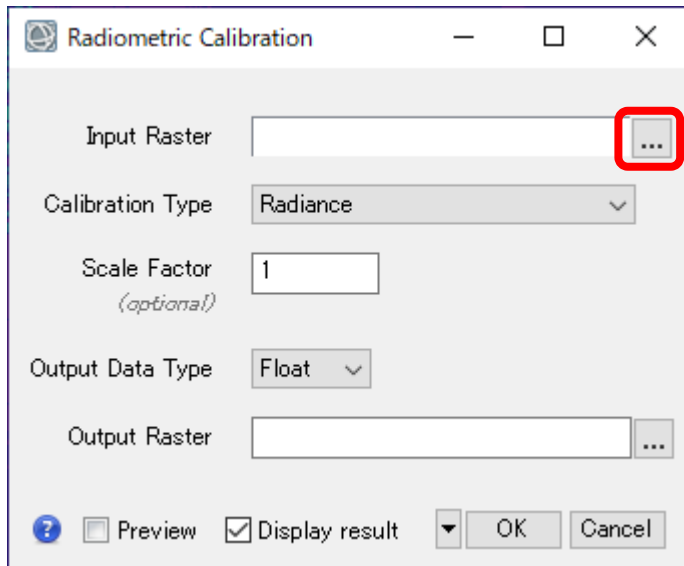 Radiometric Calibration
Input Raster ...
Calibration Type Radiance
Scale Factor 1
(optional)
Output Data Type Float
Output Raster ...
? Preview Display result OK Cancel